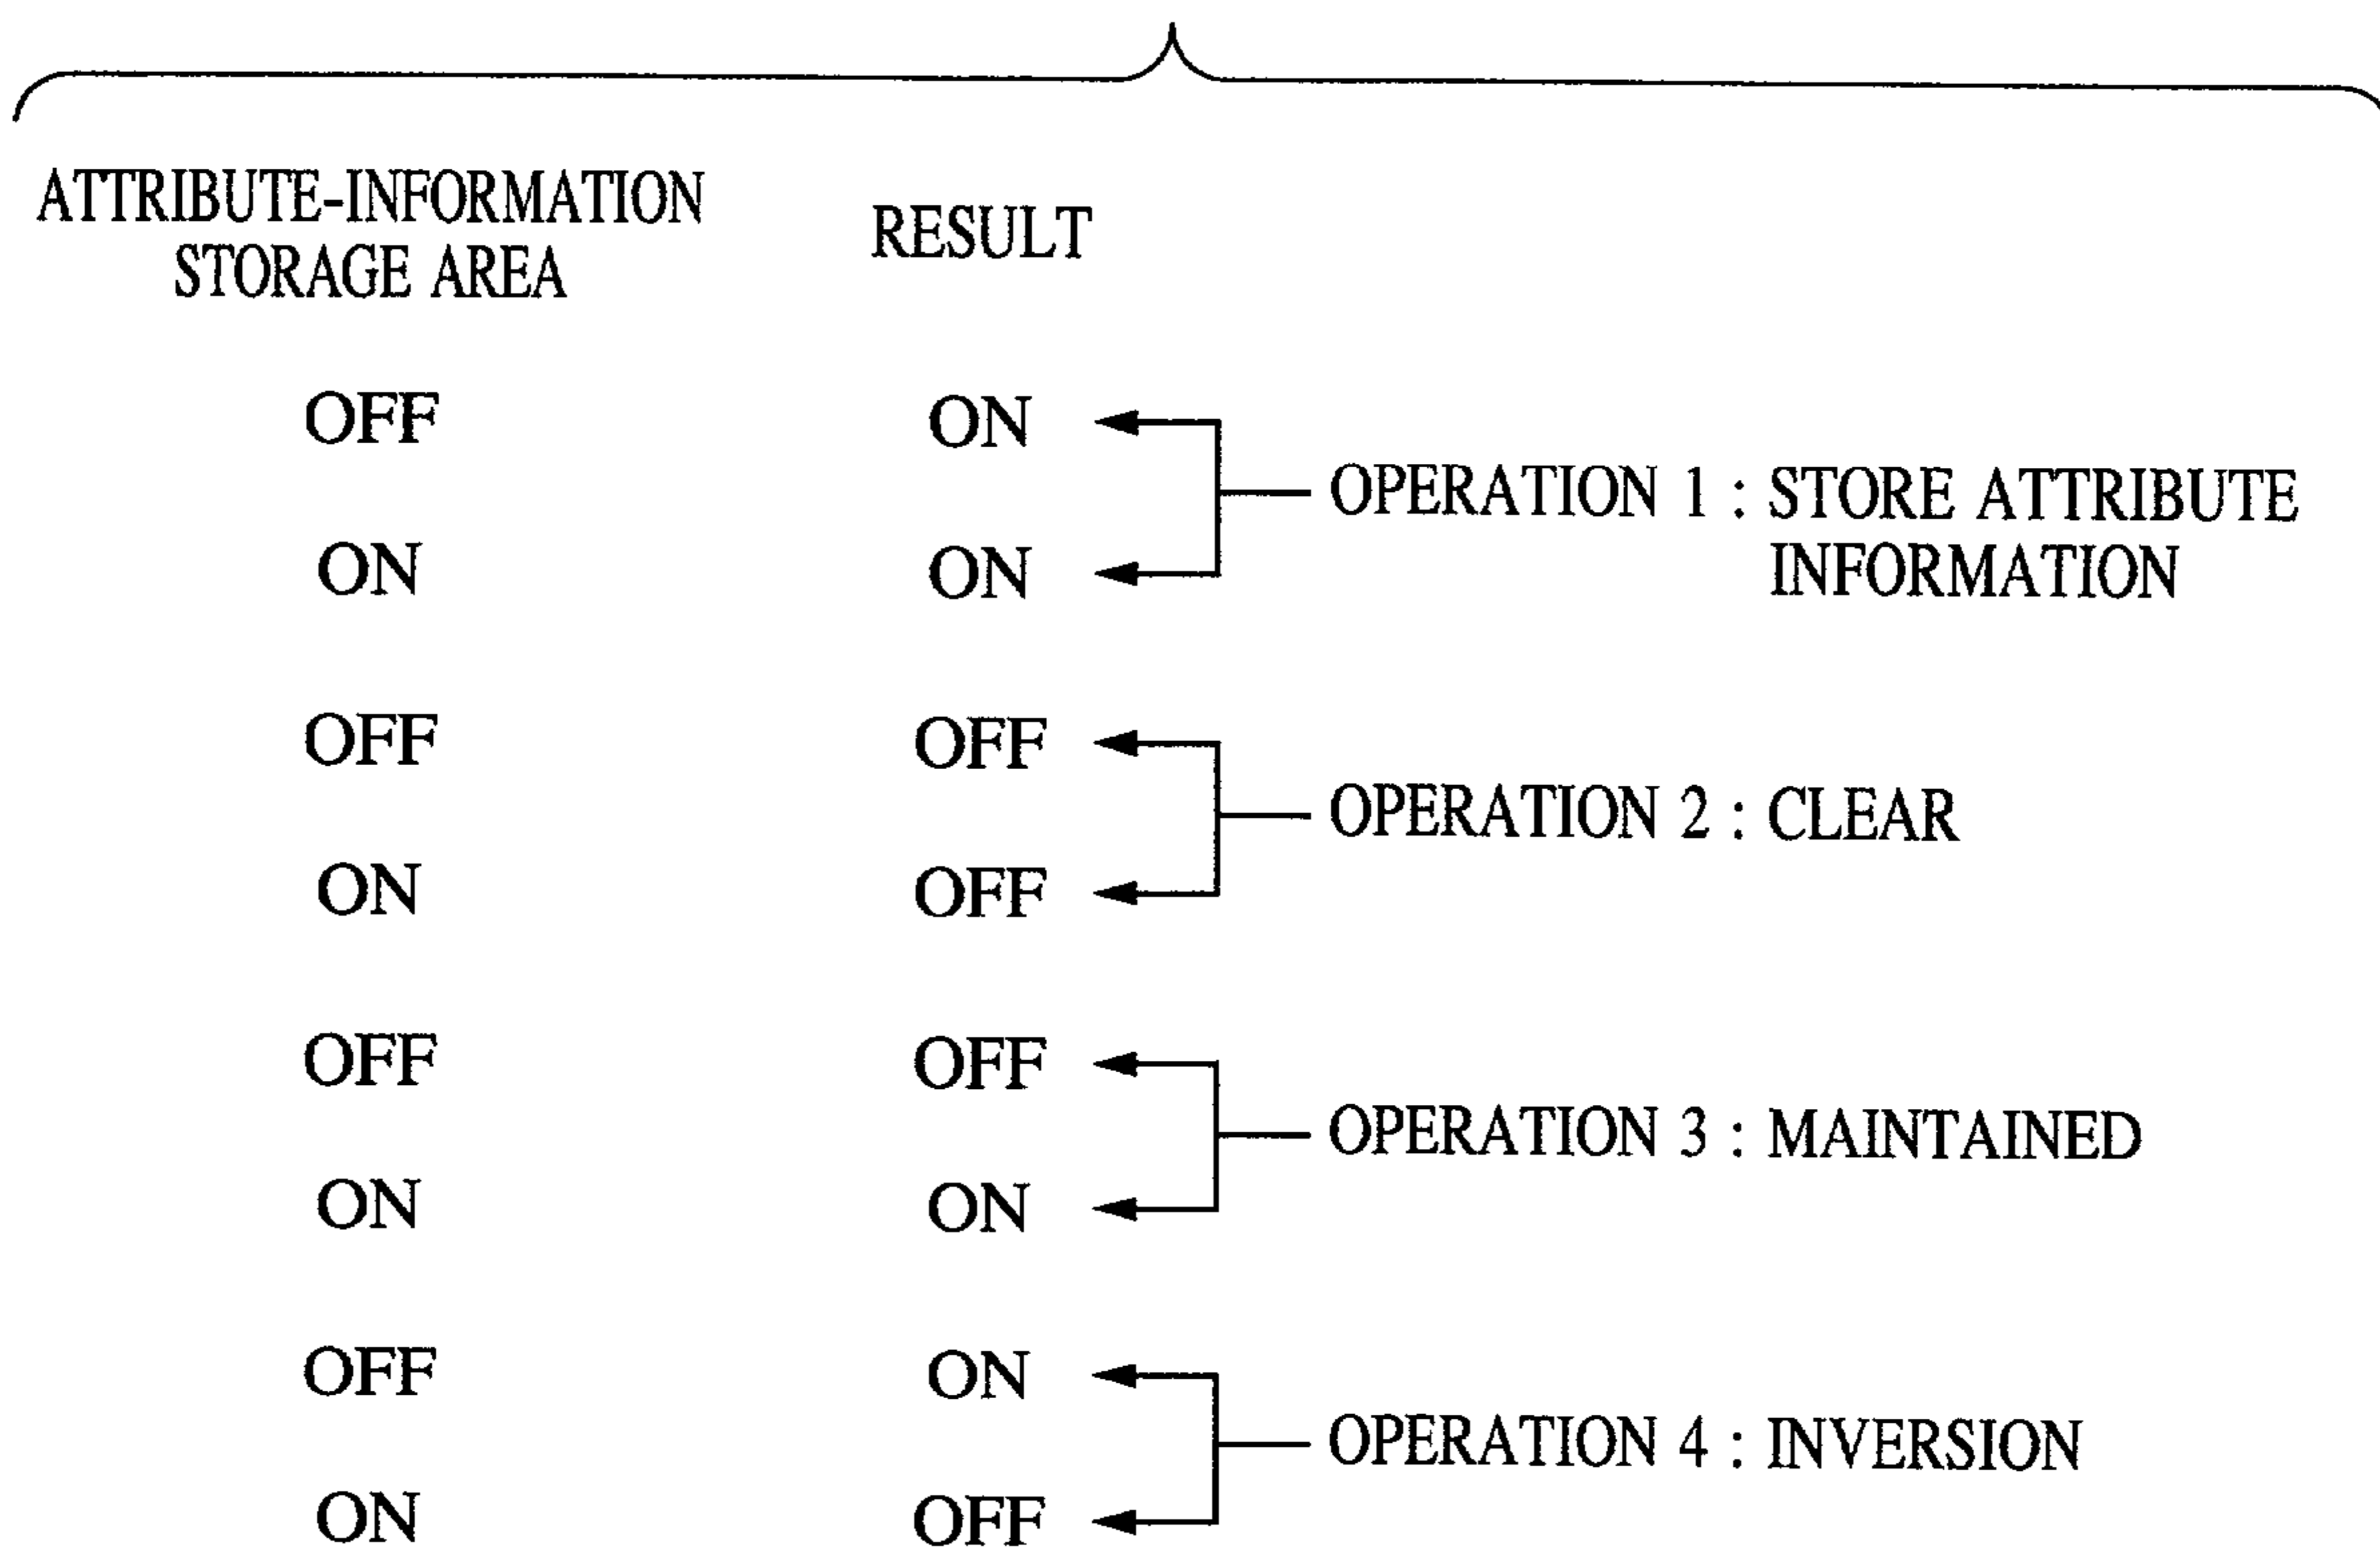 ATTRIBUTE-INFORMATION
STORAGE AREA
RESULT
OFF ON
OPERATION 1 : STORE ATTRIBUTE
ON ON
INFORMATION
OFF OFF
OPERATION 2 : CLEAR
ON OFF
OFF OFF
OPERATION 3 : MAINTAINED
ON ON
OFF ON
OPERATION 4 : INVERSION
ON OFF